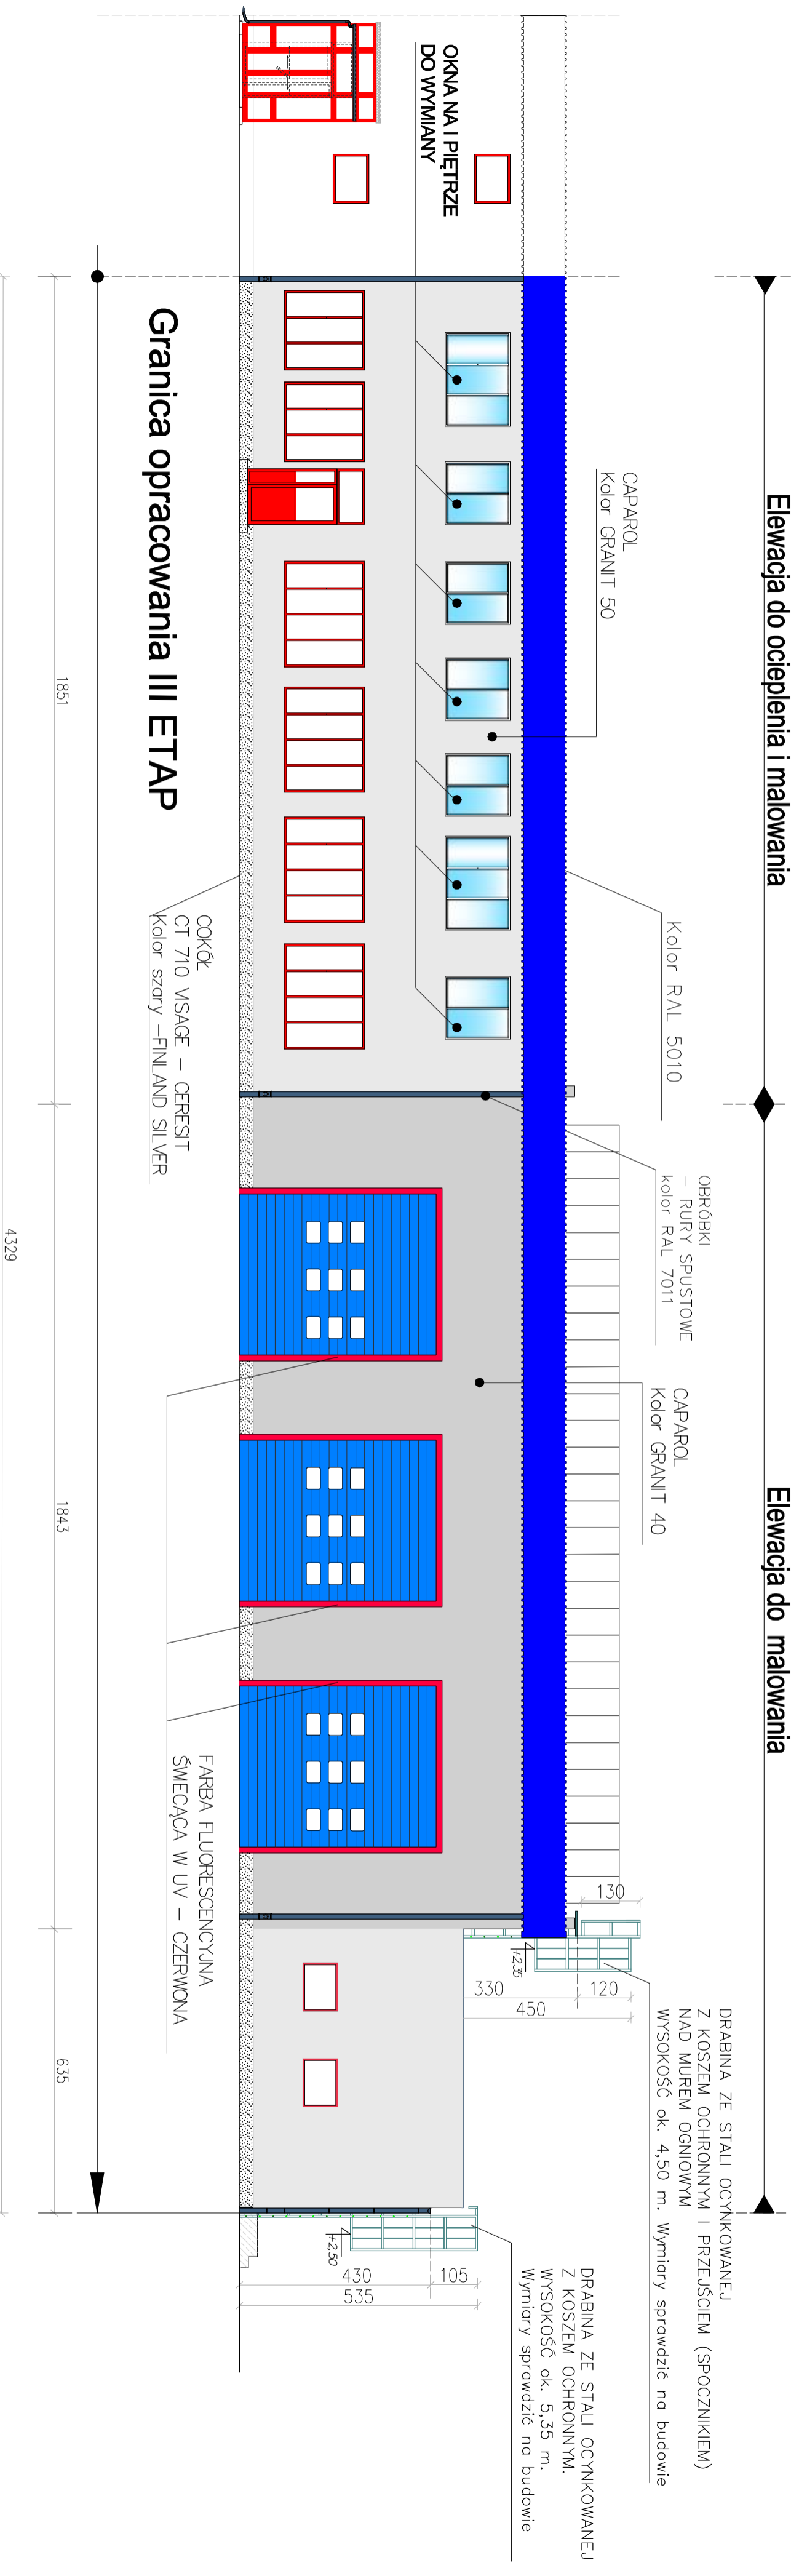 Elewacja do ocieplenia i malowania
Elewacja do malowania
Kolor RAL 5010
CAPAROL
Kolor GRANIT 50
OBRÓBKI
- RURY SPUSTOWE
kolor RAL 7011
CAPAROL
Kolor GRANIT 40
DRABINA ZE STALI OCYNKOWANEJ
Z KOSZEM OCHRONNYM I PRZEJŚCIEM (SPOCZNIKIEM)
NAD MUREM OGNIOWYM
WYSOKOŚĆ ok. 4,50 m. Wymiary sprawdzić na budowie
DRABINA ZE STALI OCYNKOWANEJ
Z KOSZEM OCHRONNYM.
WYSOKOŚĆ ok. 5,35 m.
Wymiary sprawdzić na budowie
OKNA NA I PIĘTRZE
DO WYMIANY
130
120
330
450
+2,35
105
430
535
+2,50
COKÓŁ
CT 710 VISAGE - CERESIT
Kolor szary -FINLAND SILVER
FARBA FLUORESCENCYJNA
ŚWIECĄCA W UV - CZERWONA
Granica opracowania III ETAP
1851
1843
635
4329